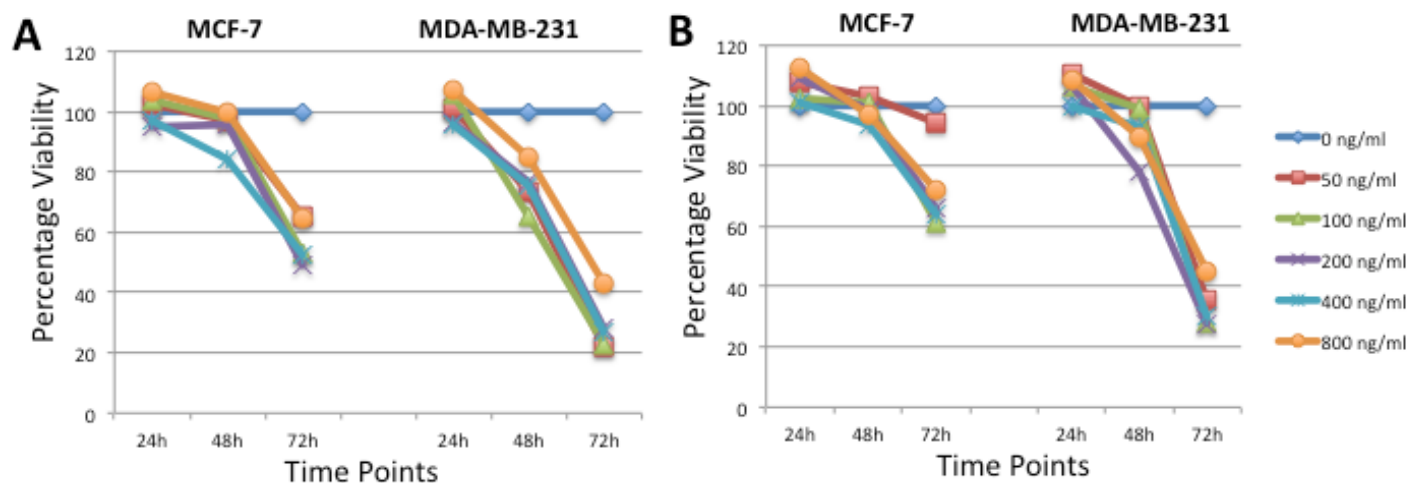 A
MCF-7
MDA-MB-231
Percentage Viability
120
100
80
60
40
20
0
24h
48h
72h
24h
48h
72h
Time Points
B
MCF-7
MDA-MB-231
Percentage Viability
120
100
80
60
40
20
0
24h
48h
72h
24h
48h
72h
Time Points
0 ng/ml
50 ng/ml
100 ng/ml
200 ng/ml
400 ng/ml
800 ng/ml